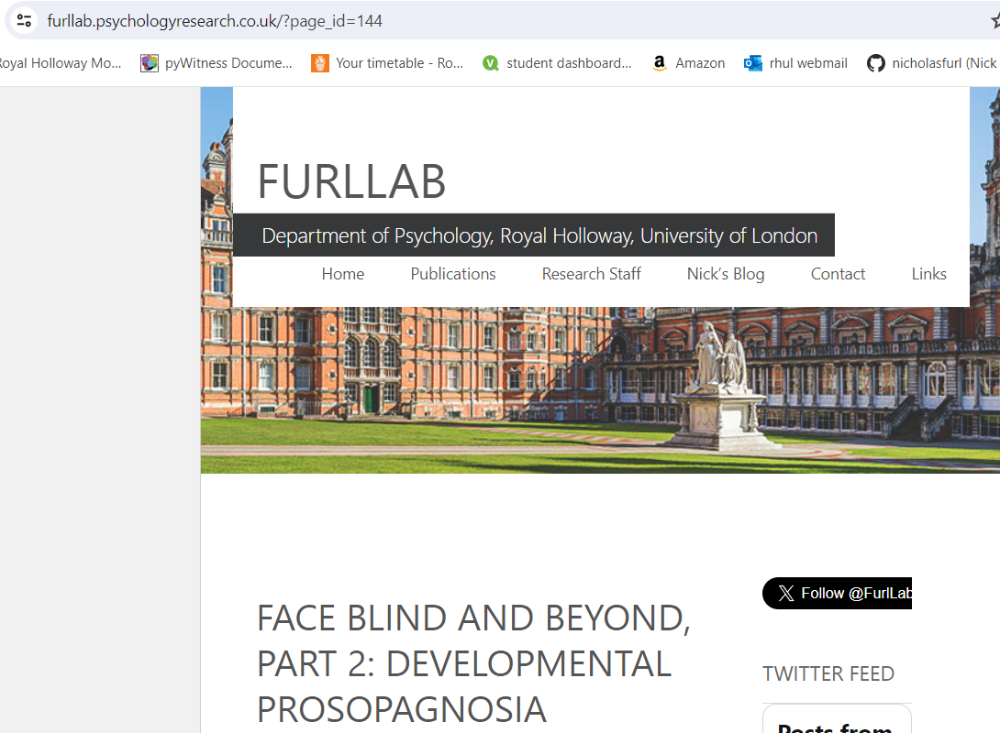 furllab.psychologyresearch.co.uk/?page_id=144
Royal Holloway Mo... pyWitness Docume... Your timetable - Ro... student dashboard... Amazon rhul webmail nicholasfurl (Nick
FURLLAB
Department of Psychology, Royal Holloway, University of London
Home Publications Research Staff Nick’s Blog Contact Links
Follow @FurlLab
FACE BLIND AND BEYOND,
PART 2: DEVELOPMENTAL
PROSOPAGNOSIA
TWITTER FEED
Posts from